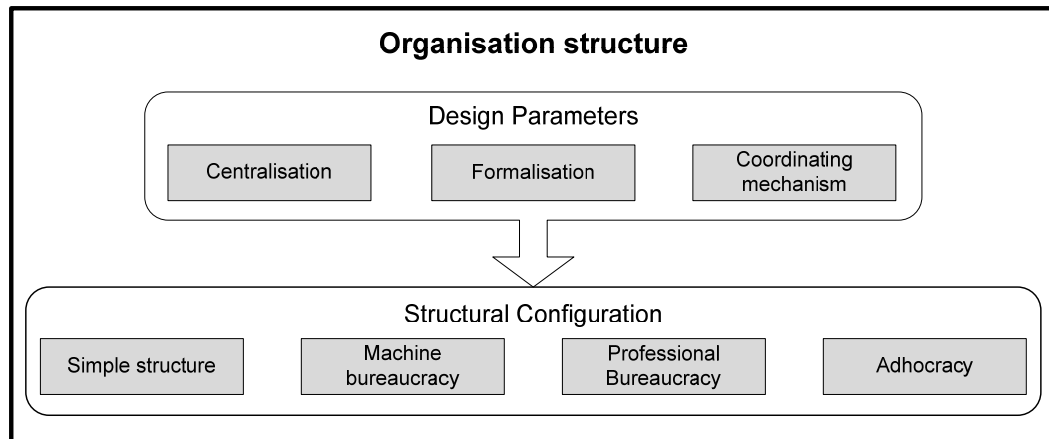 Organisation structure
Design Parameters
Centralisation
Formalisation
Coordinating
mechanism
Structural Configuration
Simple structure
Machine
bureaucracy
Professional
Bureaucracy
Adhocracy